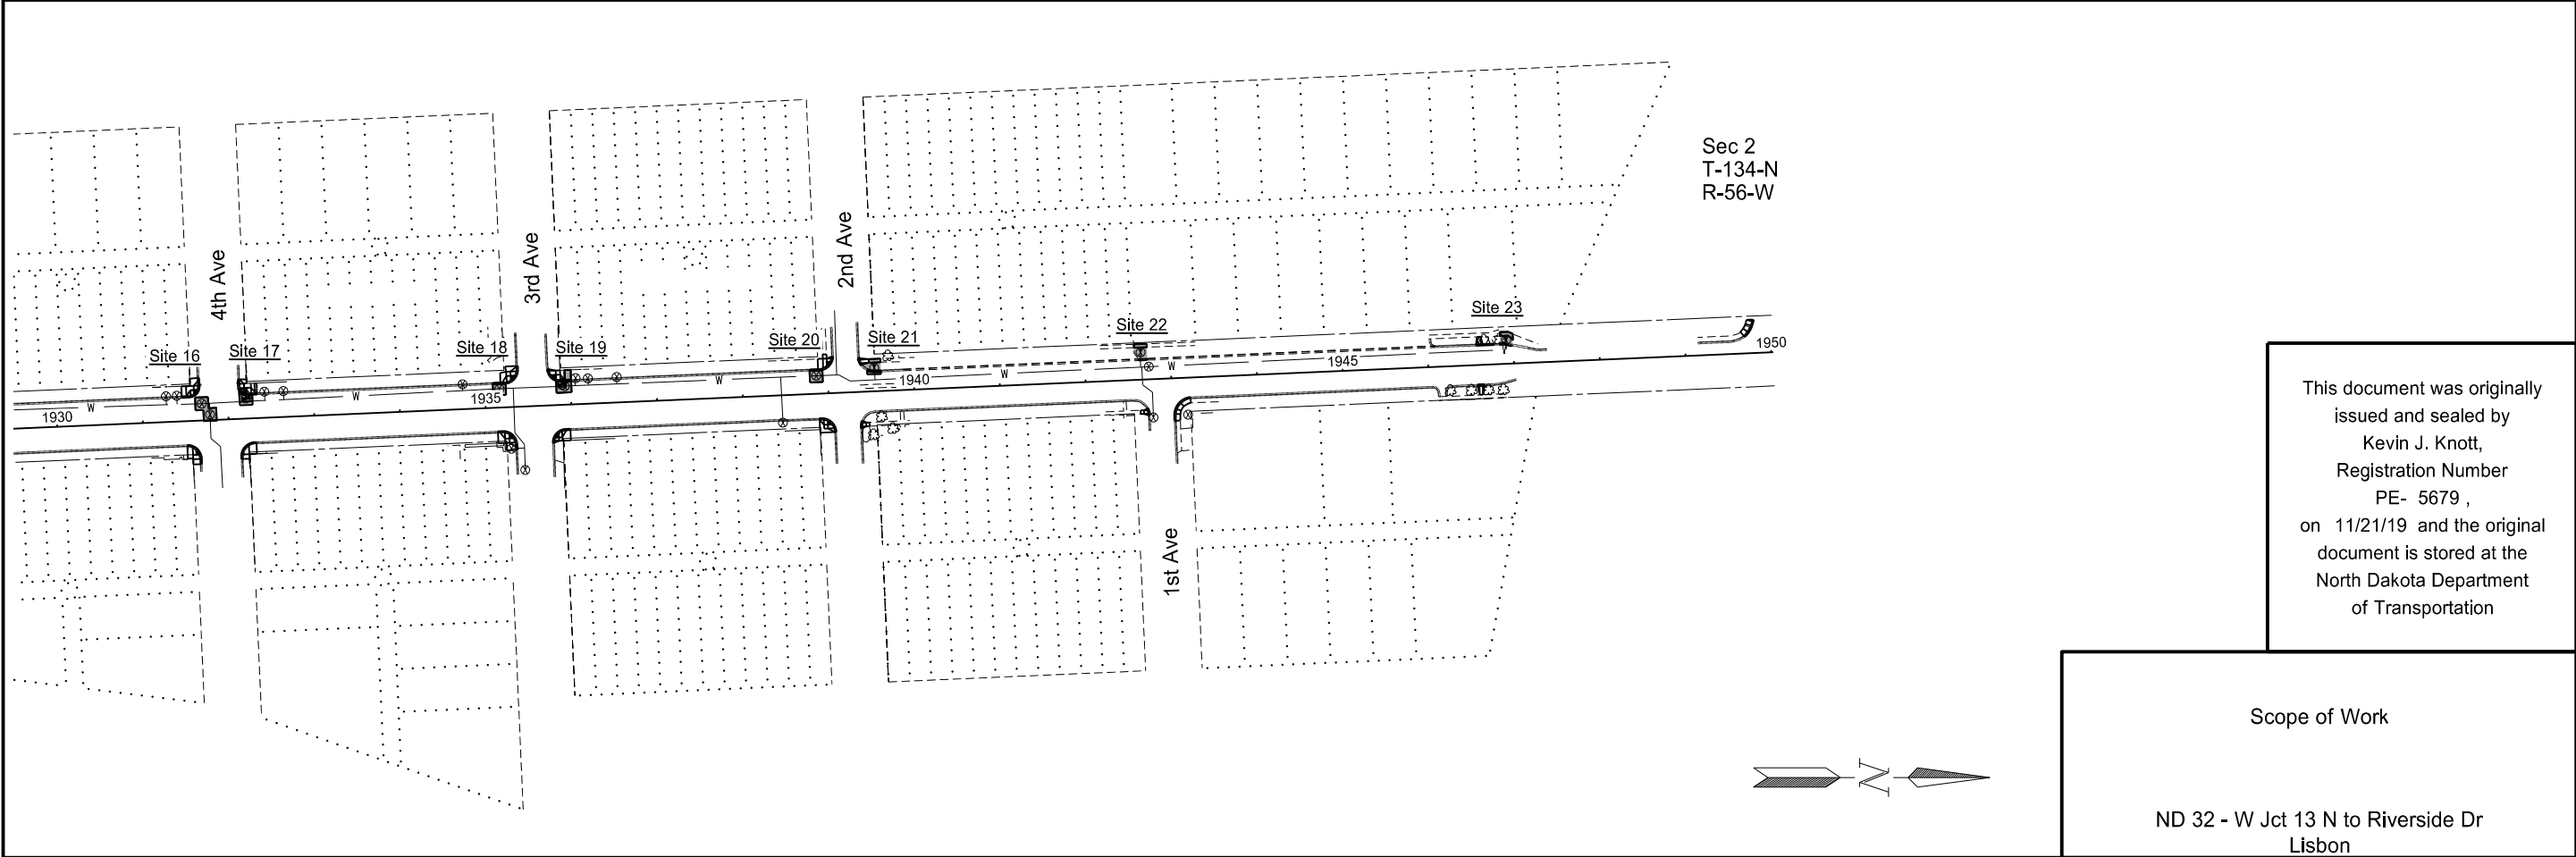 Sec 2
T-134-N
R-56-W
4th Ave
3rd Ave
2nd Ave
Site 16
Site 17
Site 18
Site 19
Site 20
Site 21
Site 22
Site 23
1930
W
W
1935
W
1940
W
W
1945
1950
1st Ave
N
This document was originally
issued and sealed by
Kevin J. Knott,
Registration Number
PE- 5679 ,
on 11/21/19 and the original
document is stored at the
North Dakota Department
of Transportation
Scope of Work
ND 32 - W Jct 13 N to Riverside Dr
Lisbon